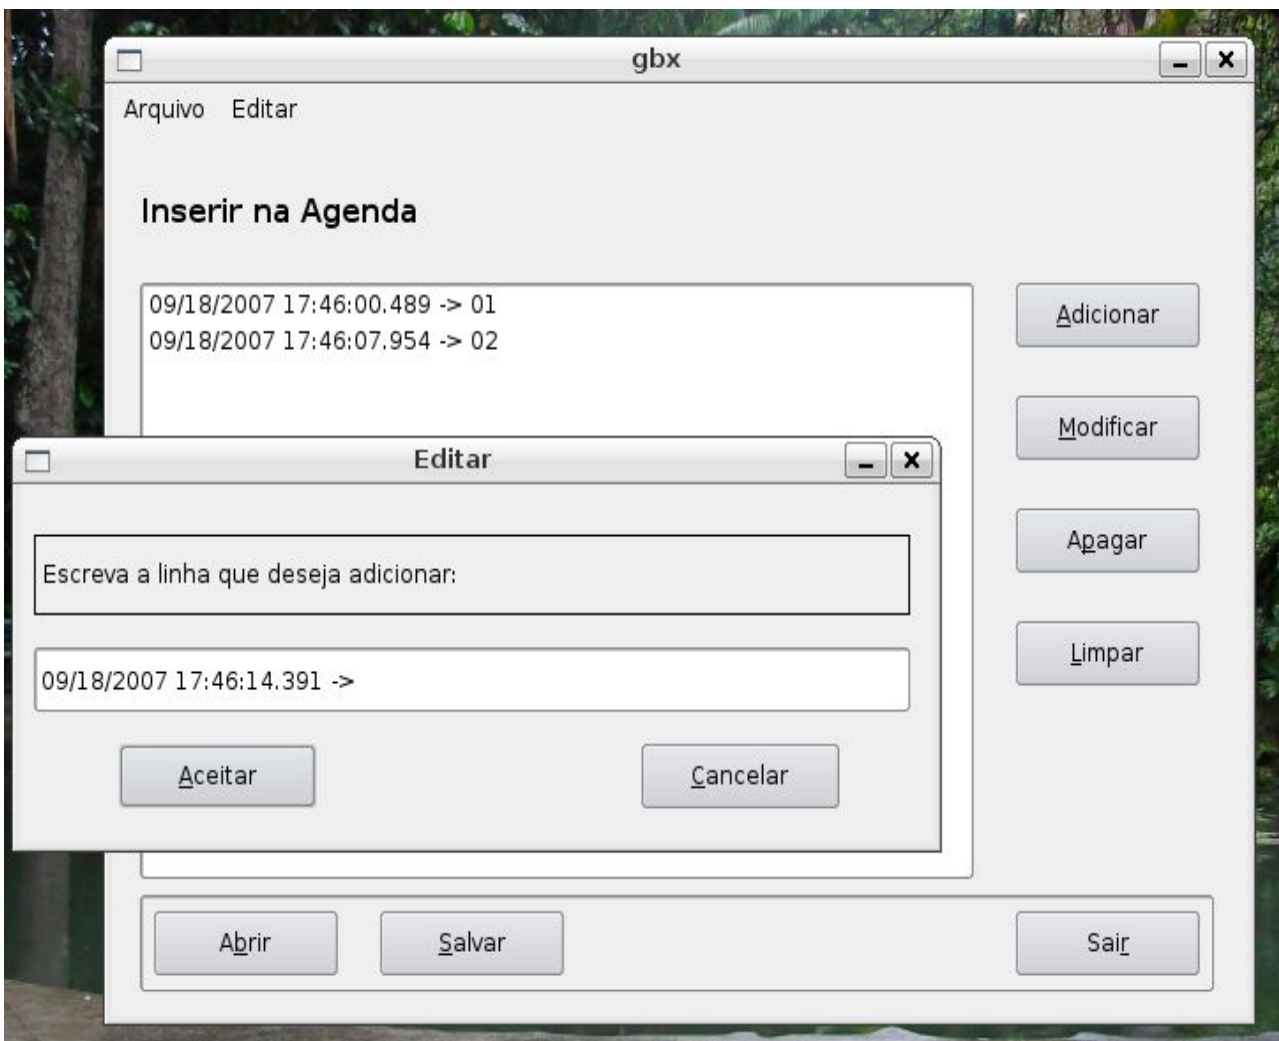 gbx
Arquivo Editar
Inserir na Agenda
09/18/2007 17:46:00.489 -> 01
09/18/2007 17:46:07.954 -> 02
Adicionar
Modificar
Apagar
Limpar
Editar
Escreva a linha que deseja adicionar:
09/18/2007 17:46:14.391 ->
Aceitar Cancelar
Abrir Salvar Sair